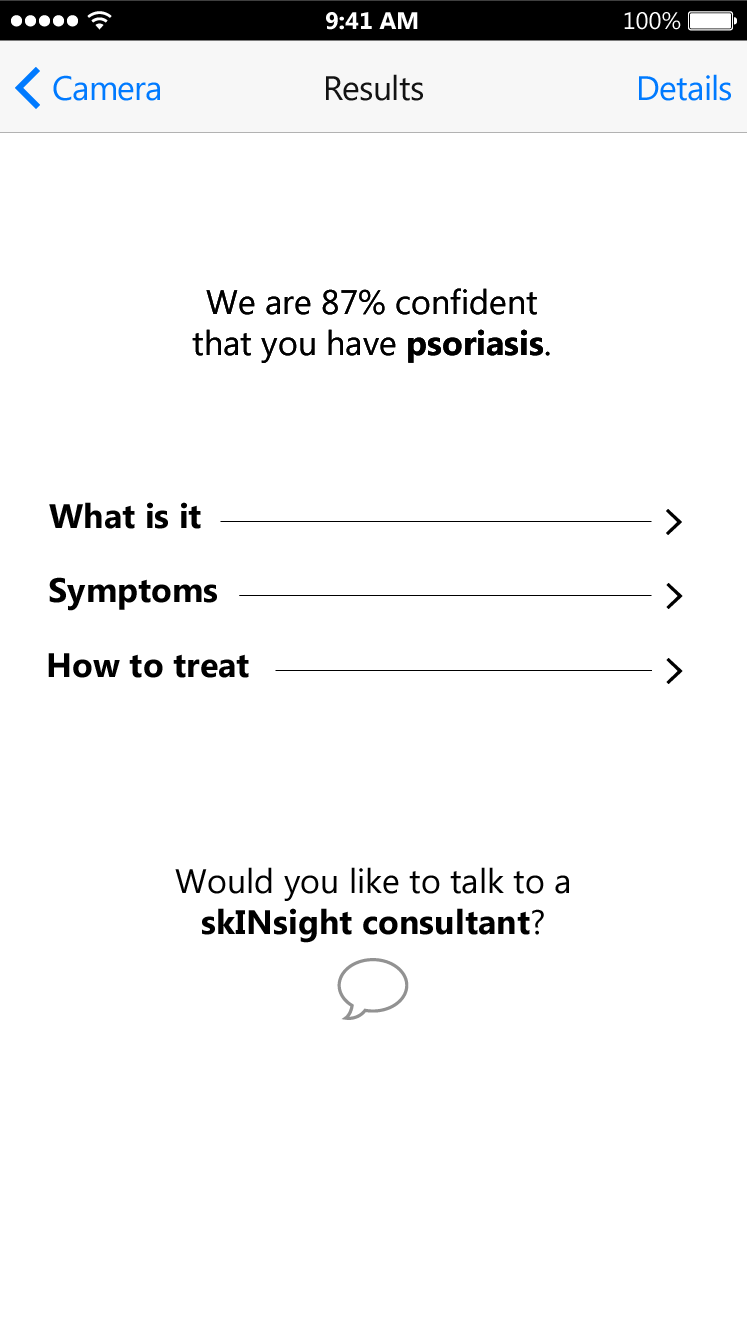 9:41 AM 100%
Camera Results Details
We are 87% confident
that you have psoriasis.
What is it
Symptoms
How to treat
Would you like to talk to a
skINsight consultant?